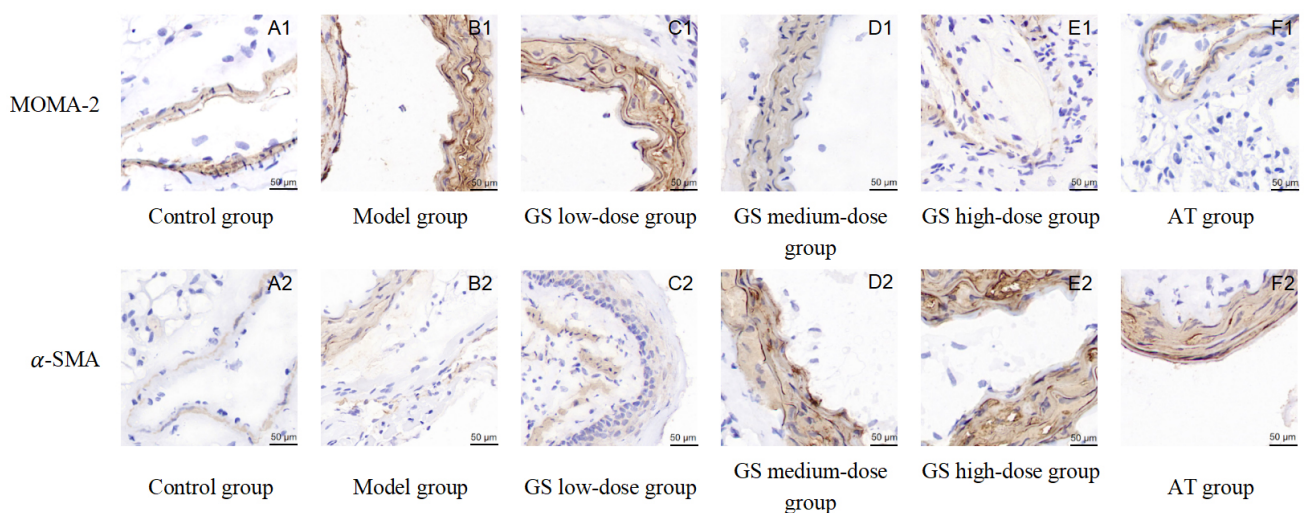 A1 B1 C1 D1 E1 F1
MOMA-2
50 μm 50 μm 50 μm 50 μm 50 μm 50 μm
Control group Model group GS low-dose group GS medium-dose group GS high-dose group AT group
A2 B2 C2 D2 E2 F2
α-SMA
50 μm 50 μm 50 μm 50 μm 50 μm 50 μm
Control group Model group GS low-dose group GS medium-dose group GS high-dose group AT group